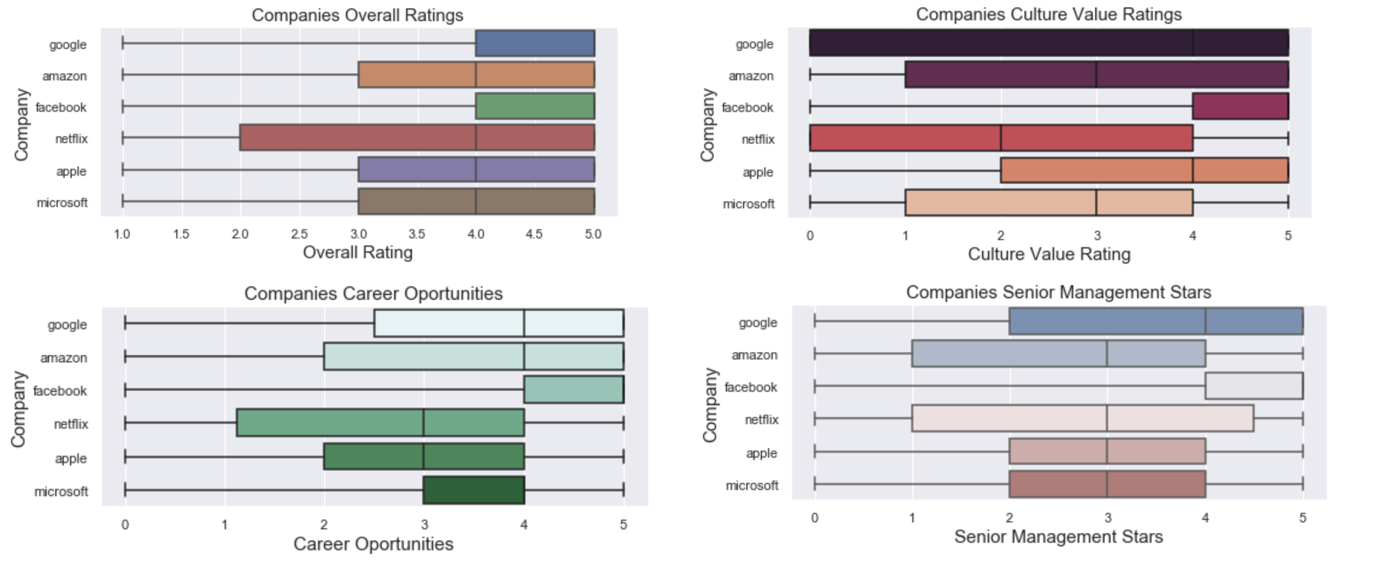 Companies Overall Ratings
Company
google
amazon
facebook
netflix
apple
microsoft
1.0 1.5 2.0 2.5 3.0 3.5 4.0 4.5 5.0
Overall Rating
Companies Culture Value Ratings
Company
google
amazon
facebook
netflix
apple
microsoft
0 1 2 3 4 5
Culture Value Rating
Companies Career Oportunities
Company
google
amazon
facebook
netflix
apple
microsoft
0 1 2 3 4 5
Career Oportunities
Companies Senior Management Stars
Company
google
amazon
facebook
netflix
apple
microsoft
0 1 2 3 4 5
Senior Management Stars